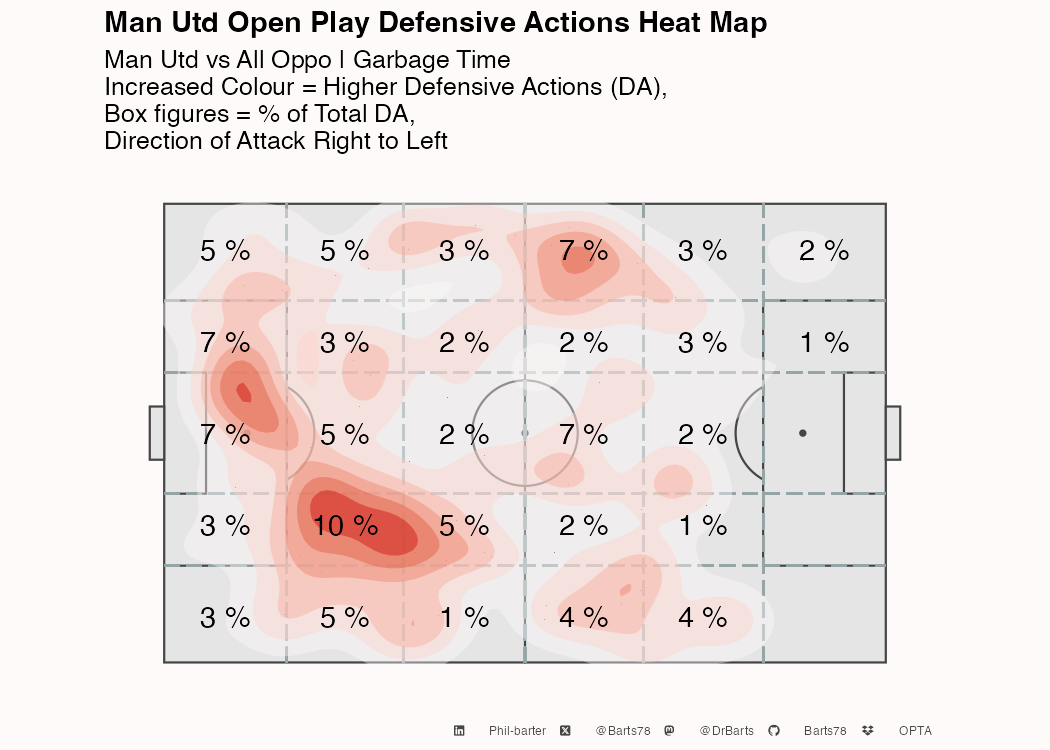 Man Utd Open Play Defensive Actions Heat Map
Man Utd vs All Oppo | Garbage Time
Increased Colour = Higher Defensive Actions (DA),
Box figures = % of Total DA,
Direction of Attack Right to Left
5 % 5 % 3 % 7 % 3 % 2 %
7 % 3 % 2 % 2 % 3 % 1 %
7 % 5 % 2 % 7 % 2 %
3 % 10 % 5 % 2 % 1 %
3 % 5 % 1 % 4 % 4 %
Phil-barter @Barts78 @DrBarts Barts78 OPTA